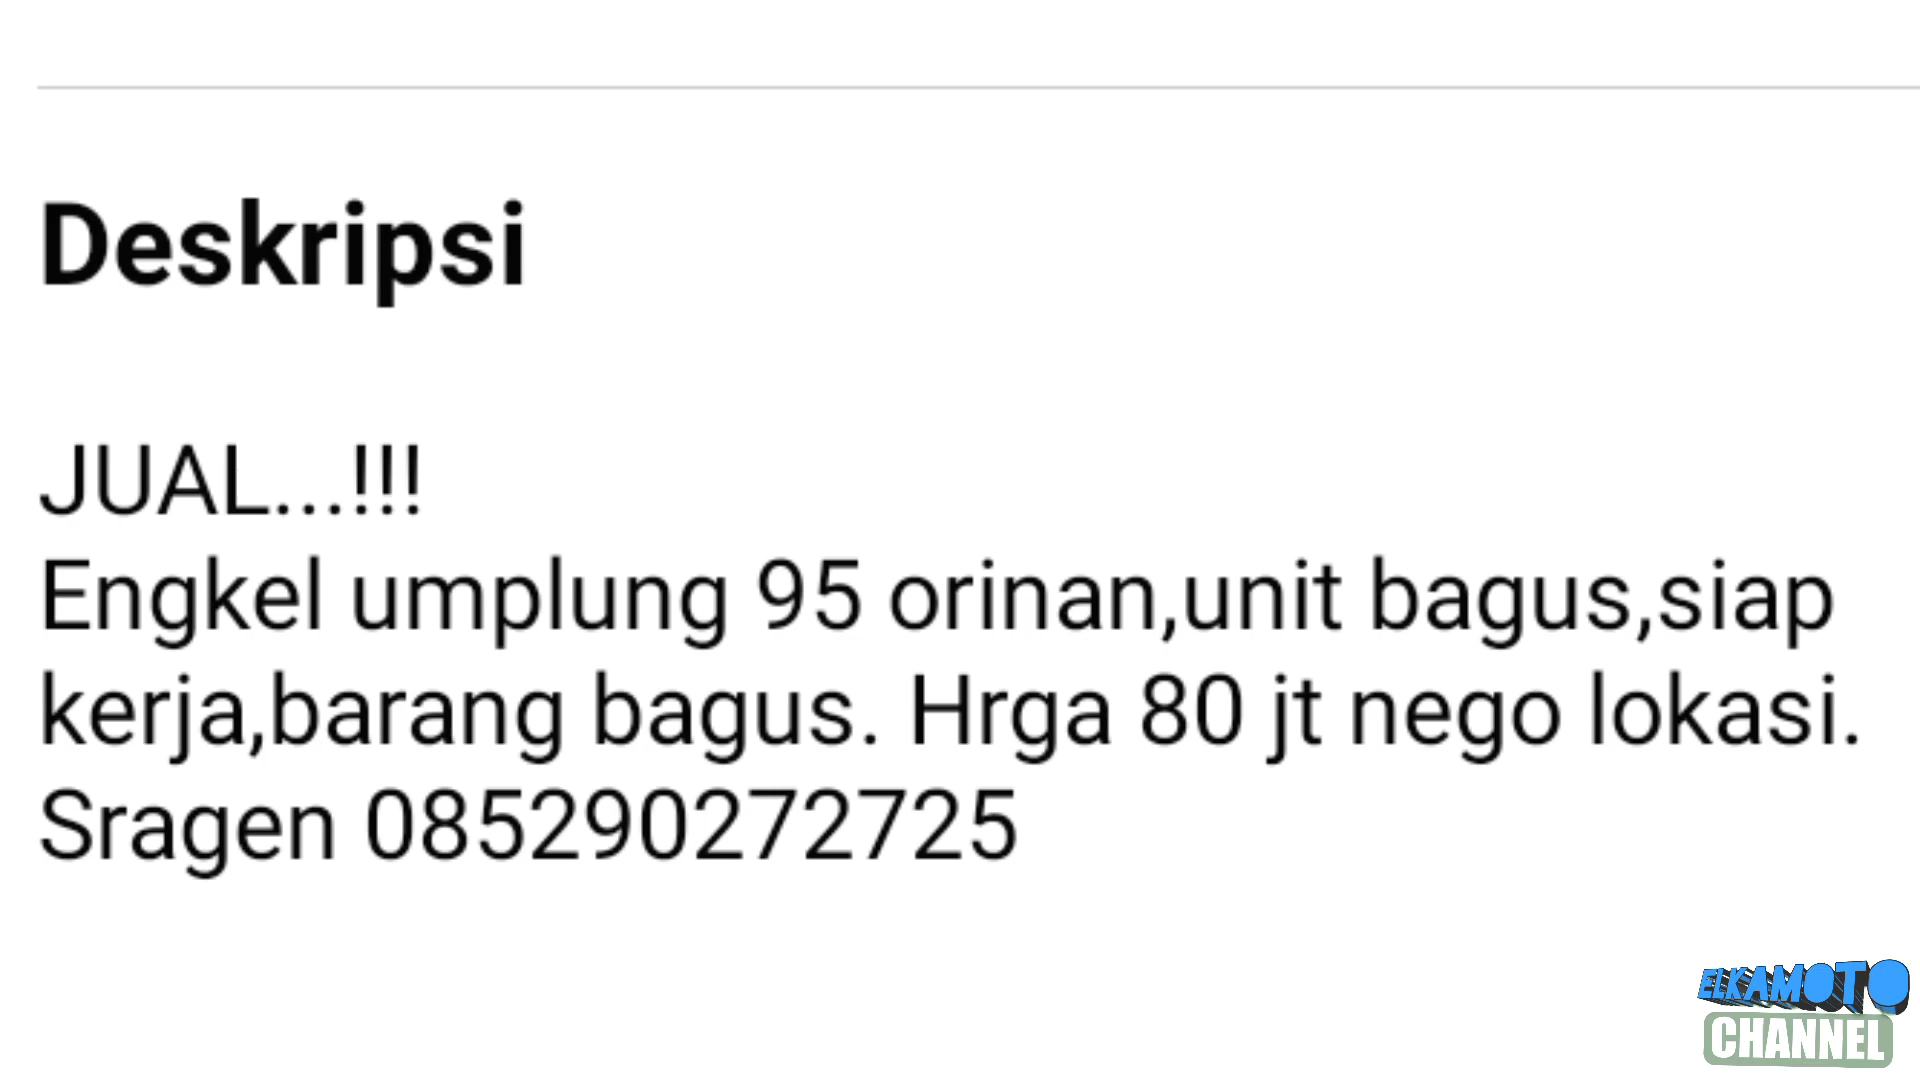 Deskripsi
JUAL...!!!
Engkel umplung 95 orinan,unit bagus,siap
kerja,barang bagus. Hrga 80 jt nego lokasi.
Sragen 085290272725
ELKAMOTO
CHANNEL